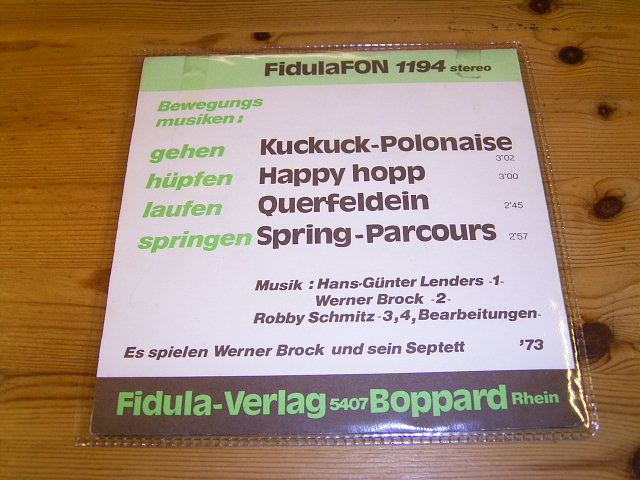 FidulaFON 1194 stereo
Bewegungs
musiken:
gehen Kuckuck-Polonaise 3'02
hüpfen Happy hopp 3'00
laufen Querfeldein 2'45
springen Spring-Parcours 2'57
Musik : Hans-Günter Lenders -1-
Werner Brock -2-
Robby Schmitz -3,4, Bearbeitungen-
Es spielen Werner Brock und sein Septett '73
Fidula-Verlag 5407 Boppard Rhein